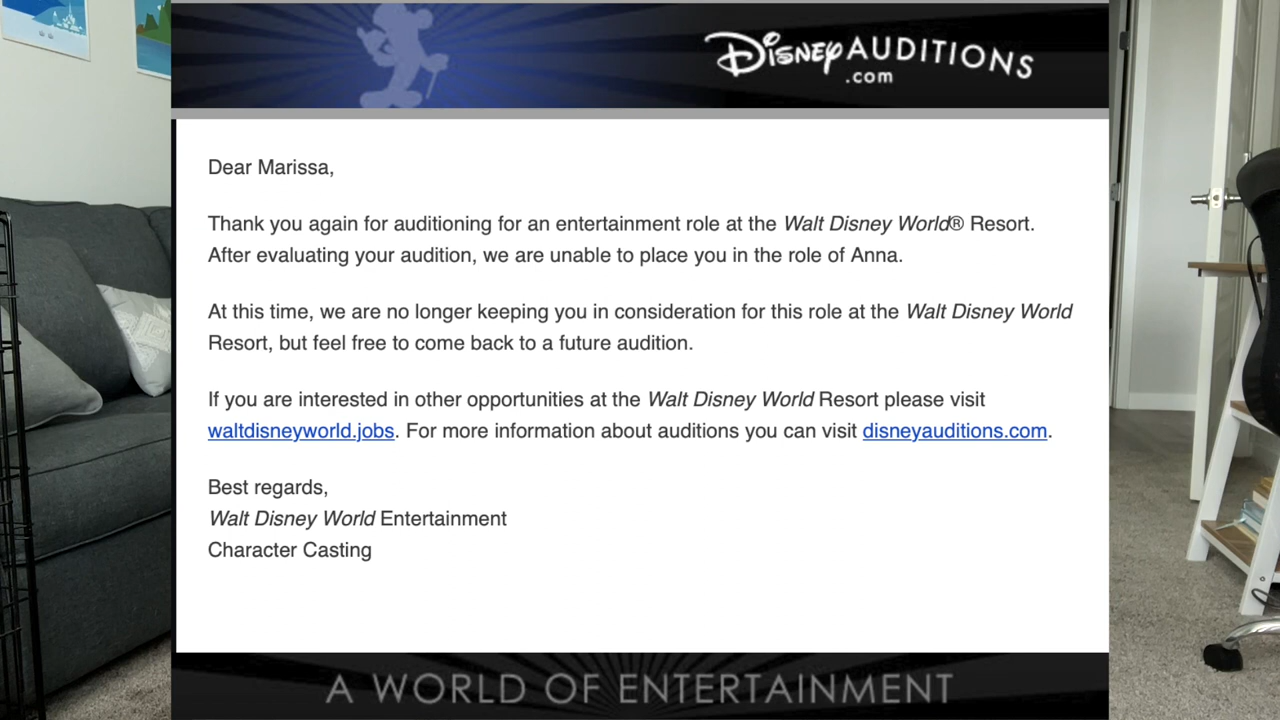 Disney AUDITIONS
.com
Dear Marissa,
Thank you again for auditioning for an entertainment role at the Walt Disney World® Resort.
After evaluating your audition, we are unable to place you in the role of Anna.
At this time, we are no longer keeping you in consideration for this role at the Walt Disney World
Resort, but feel free to come back to a future audition.
If you are interested in other opportunities at the Walt Disney World Resort please visit
waltdisneyworld.jobs. For more information about auditions you can visit disneyauditions.com.
Best regards,
Walt Disney World Entertainment
Character Casting
A WORLD OF ENTERTAINMENT